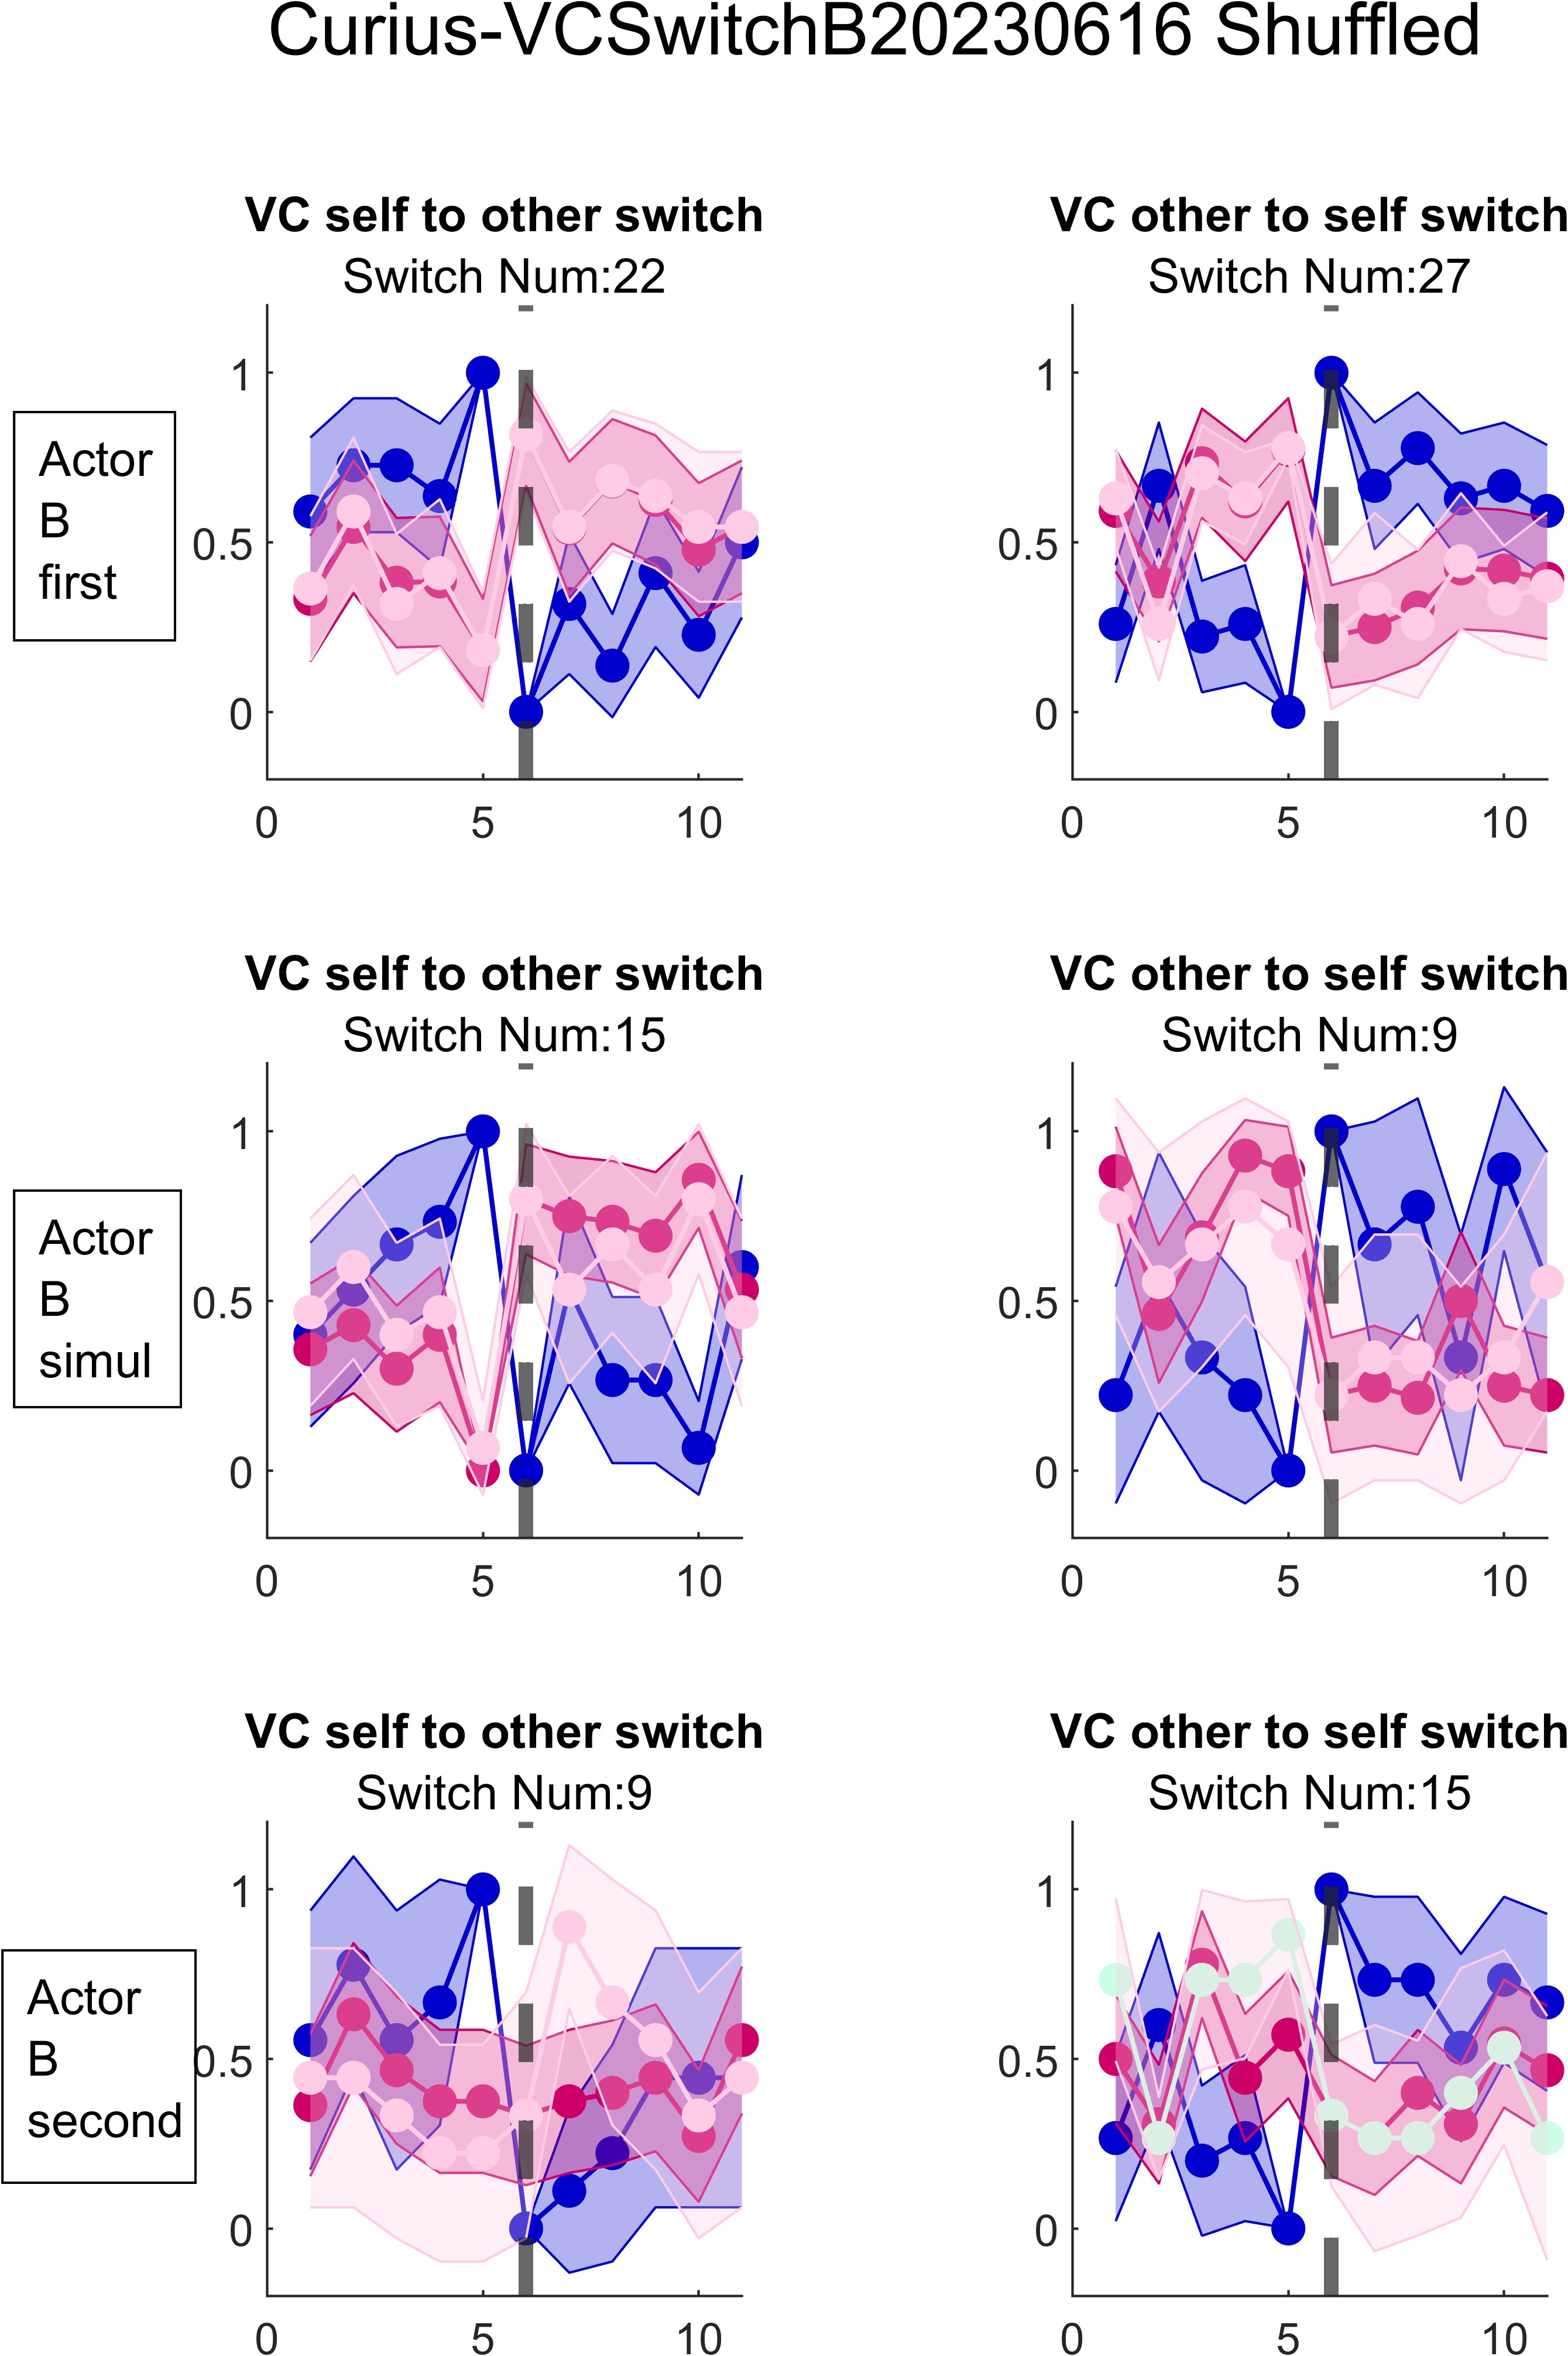 Curius-VCSwitchB20230616 Shuffled
VC self to other switch
Switch Num:22
VC other to self switch
Switch Num:27
Actor
B
first
1
0.5
0
0 5 10
1
0.5
0
0 5 10
VC self to other switch
Switch Num:15
VC other to self switch
Switch Num:9
Actor
B
simul
1
0.5
0
0 5 10
1
0.5
0
0 5 10
VC self to other switch
Switch Num:9
VC other to self switch
Switch Num:15
Actor
B
second
1
0.5
0
0 5 10
1
0.5
0
0 5 10